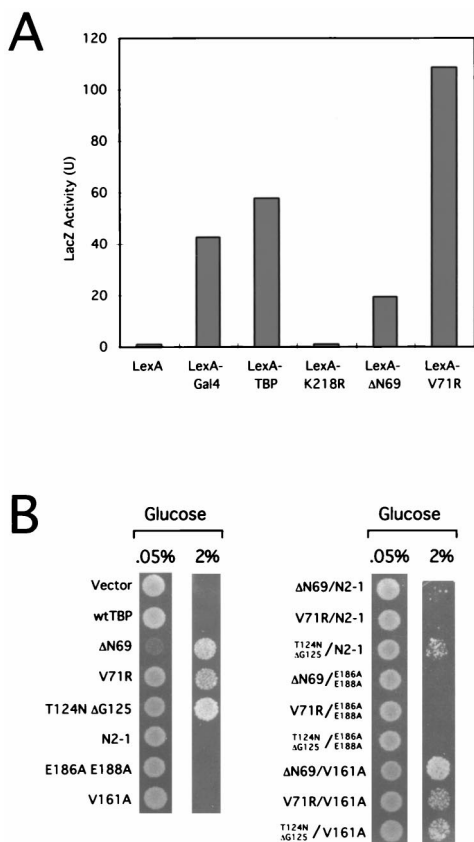 A
120
100
80
60
40
20
0
LacZ Activity (U)
LexA
LexA-
Gal4
LexA-
TBP
LexA-
K218R
LexA-
ΔN69
LexA-
V71R
B
Glucose
.05% 2%
Vector
wtTBP
ΔN69
V71R
T124N ΔG125
N2-1
E186A E188A
V161A
Glucose
.05% 2%
ΔN69/N2-1
V71R/N2-1
T124N
ΔG125/N2-1
ΔN69/E186A
E188A
V71R/E186A
E188A
T124N/E186A
ΔG125 E188A
ΔN69/V161A
V71R/V161A
T124N
ΔG125/V161A